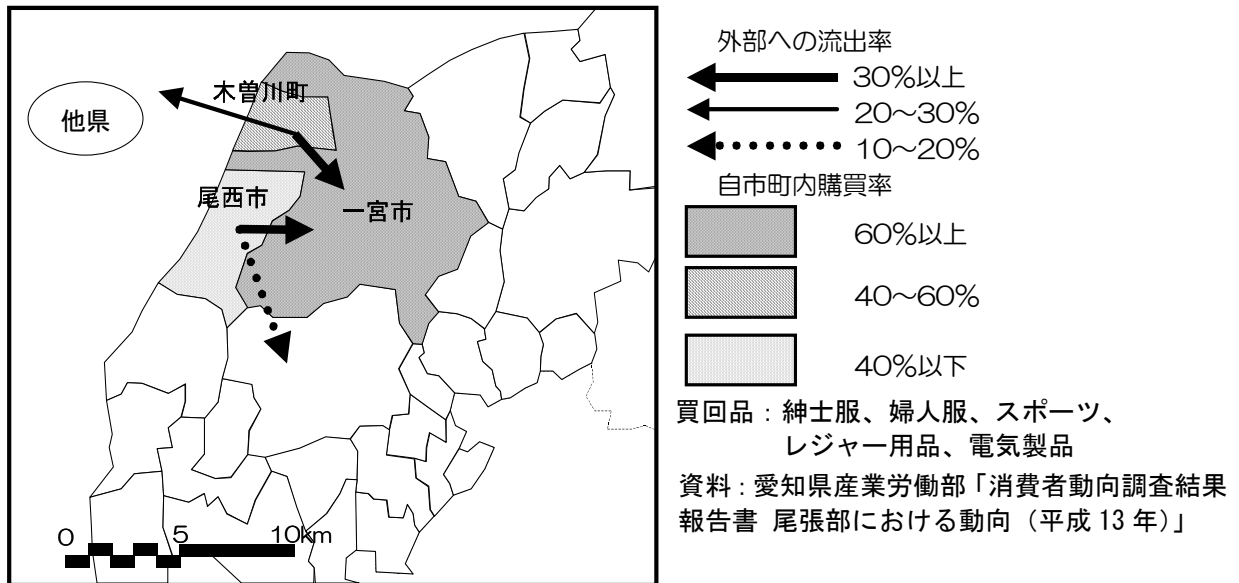 木曽川町
他県
尾西市
一宮市
0 5 10km
外部への流出率
30%以上
20～30%
10～20%
自市町内購買率
60%以上
40～60%
40%以下
買回品：紳士服、婦人服、スポーツ、
レジャー用品、電気製品
資料：愛知県産業労働部「消費者動向調査結果
報告書 尾張部における動向（平成 13 年）」